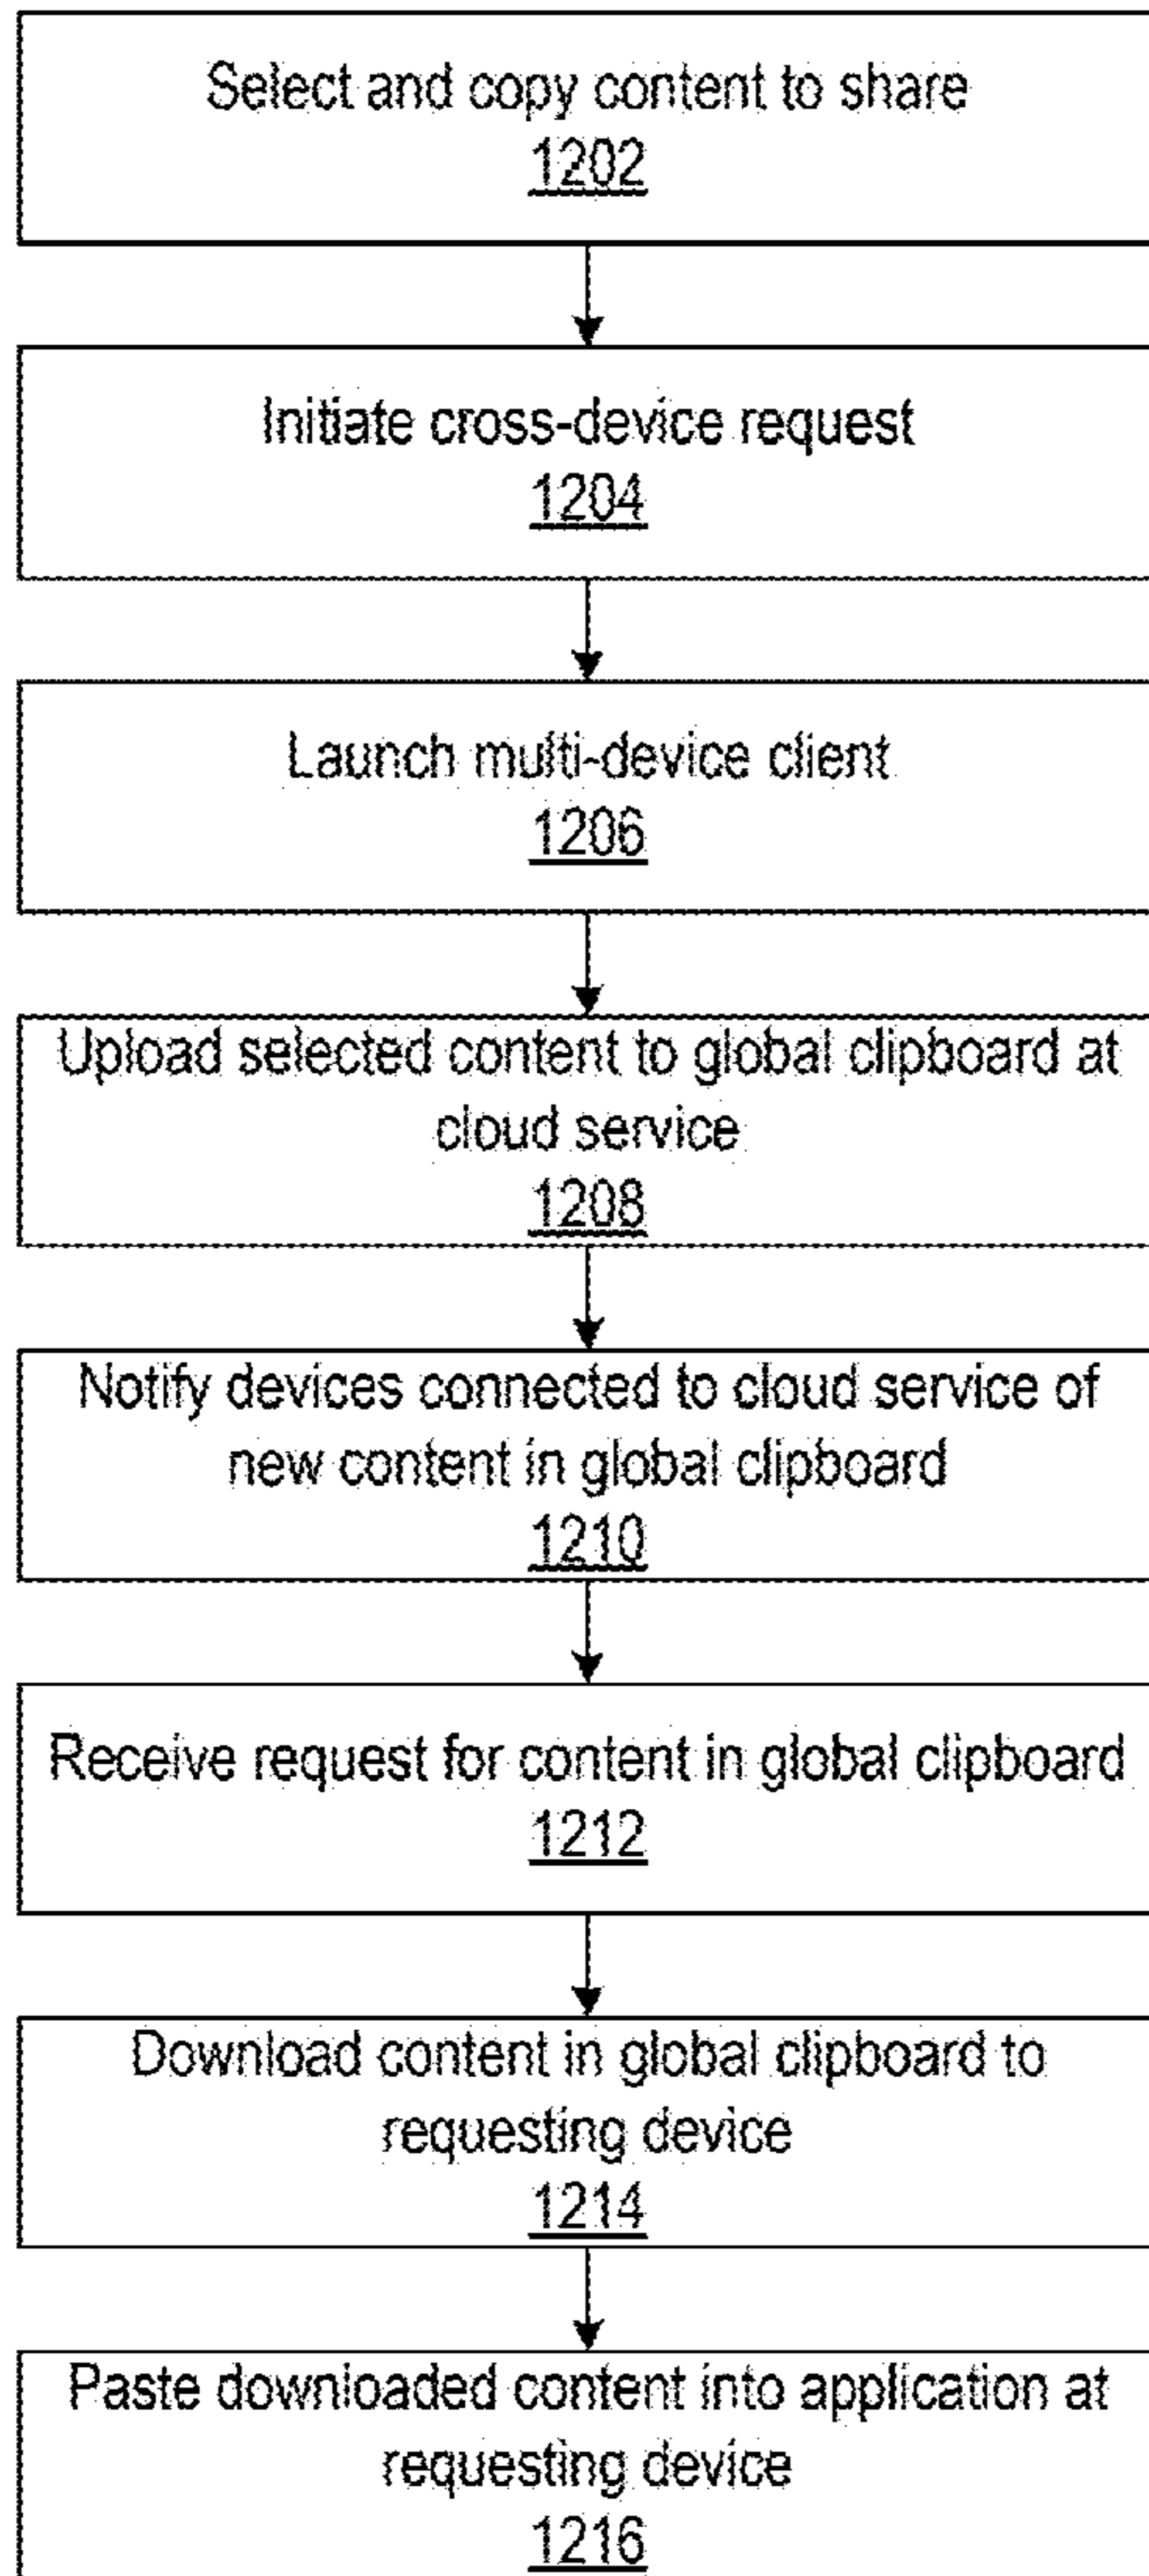 Select and copy content to share
1202
Initiate cross-device request
1204
Launch multi-device client
1206
Upload selected content to global clipboard at
cloud service
1208
Notify devices connected to cloud service of
new content in global clipboard
1210
Receive request for content in global clipboard
1212
Download content in global clipboard to
requesting device
1214
Paste downloaded content into application at
requesting device
1216